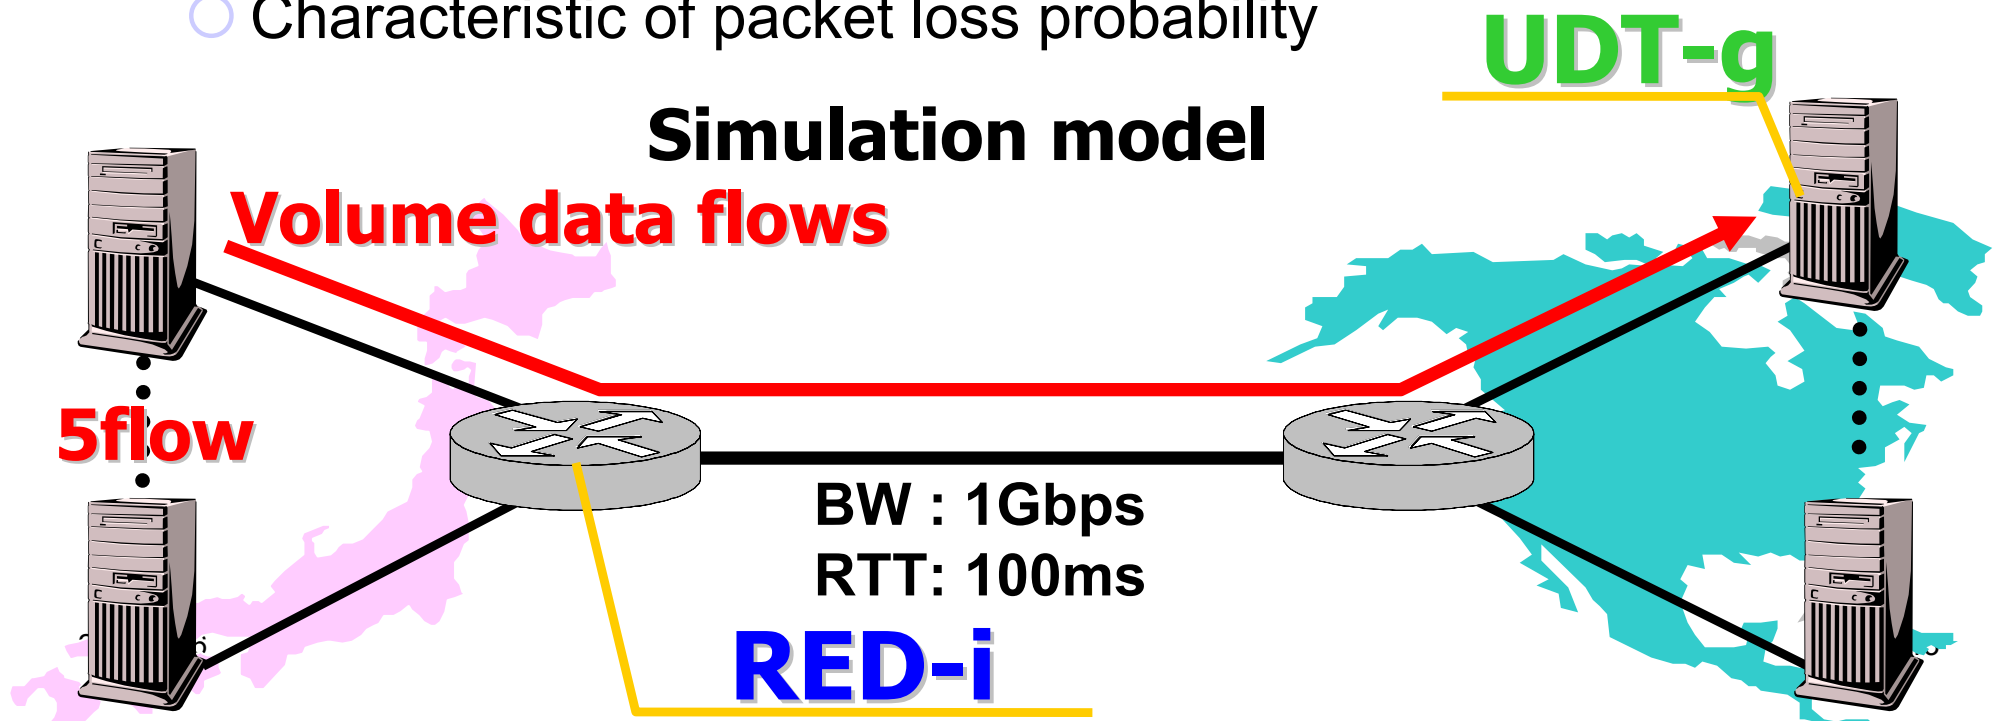 Characteristic of packet loss probability
UDT-g
Simulation model
Volume data flows
5flow
BW : 1Gbps
RTT: 100ms
RED-i